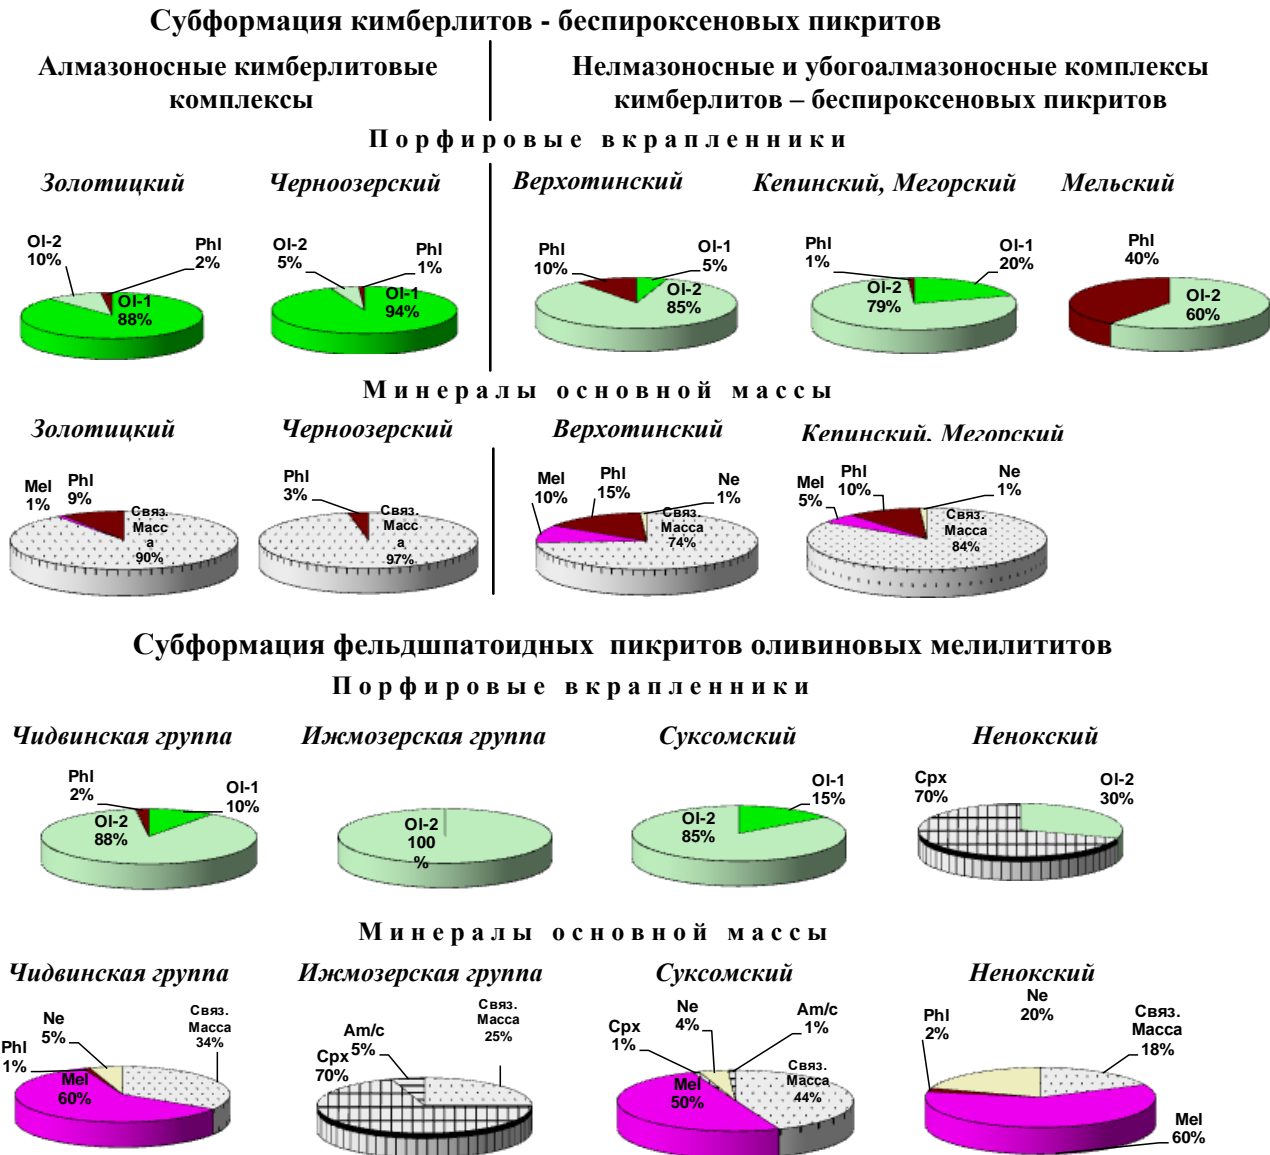 Субформация кимберлитов - беспироксеновых пикритов
Алмазоносные кимберлитовые
комплексы
Нелмазоносные и убогоалмазоносные комплексы
кимберлитов – беспироксеновых пикритов
Порфировые вкрапленники
Золотицкий
Черноозерский
Верхотинский
Кепинский, Мегорский
Мельский
Ol-2
10%
Phl
2%
Ol-1
88%
Ol-2
5%
Phl
1%
Ol-1
94%
Phl
10%
Ol-1
5%
Ol-2
85%
Phl
1%
Ol-1
20%
Ol-2
79%
Phl
40%
Ol-2
60%
Минералы основной массы
Золотицкий
Черноозерский
Верхотинский
Кепинский, Мегорский
Mel
1%
Phl
9%
Связ.
Масс
а
90%
Phl
3%
Связ.
Масс
а
97%
Mel
10%
Phl
15%
Ne
1%
Связ.
Масса
74%
Mel
5%
Phl
10%
Ne
1%
Связ.
Масса
84%
Субформация фельдшпатоидных пикритов оливиновых мелилититов
Порфировые вкрапленники
Чидвинская группа
Ижмозерская группа
Суксомский
Ненокский
Phl
2%
Ol-1
10%
Ol-2
88%
Ol-2
100
%
Ol-1
15%
Ol-2
85%
Cpx
70%
Ol-2
30%
Минералы основной массы
Чидвинская группа
Ижмозерская группа
Суксомский
Ненокский
Phl
1%
Ne
5%
Связ.
Масса
34%
Mel
60%
Cpx
70%
Am/c
5%
Связ.
Масса
25%
Cpx
1%
Ne
4%
Am/c
1%
Mel
50%
Связ.
Масса
44%
Phl
2%
Ne
20%
Связ.
Масса
18%
Mel
60%